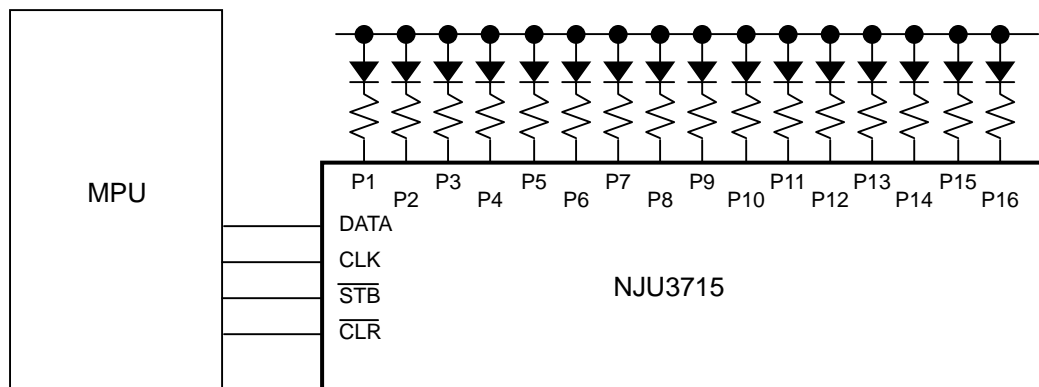 P1 P3 P5 P7 P9 P11 P13 P15
P2 P4 P6 P8 P10 P12 P14 P16
MPU
DATA
CLK
STB
CLR
NJU3715